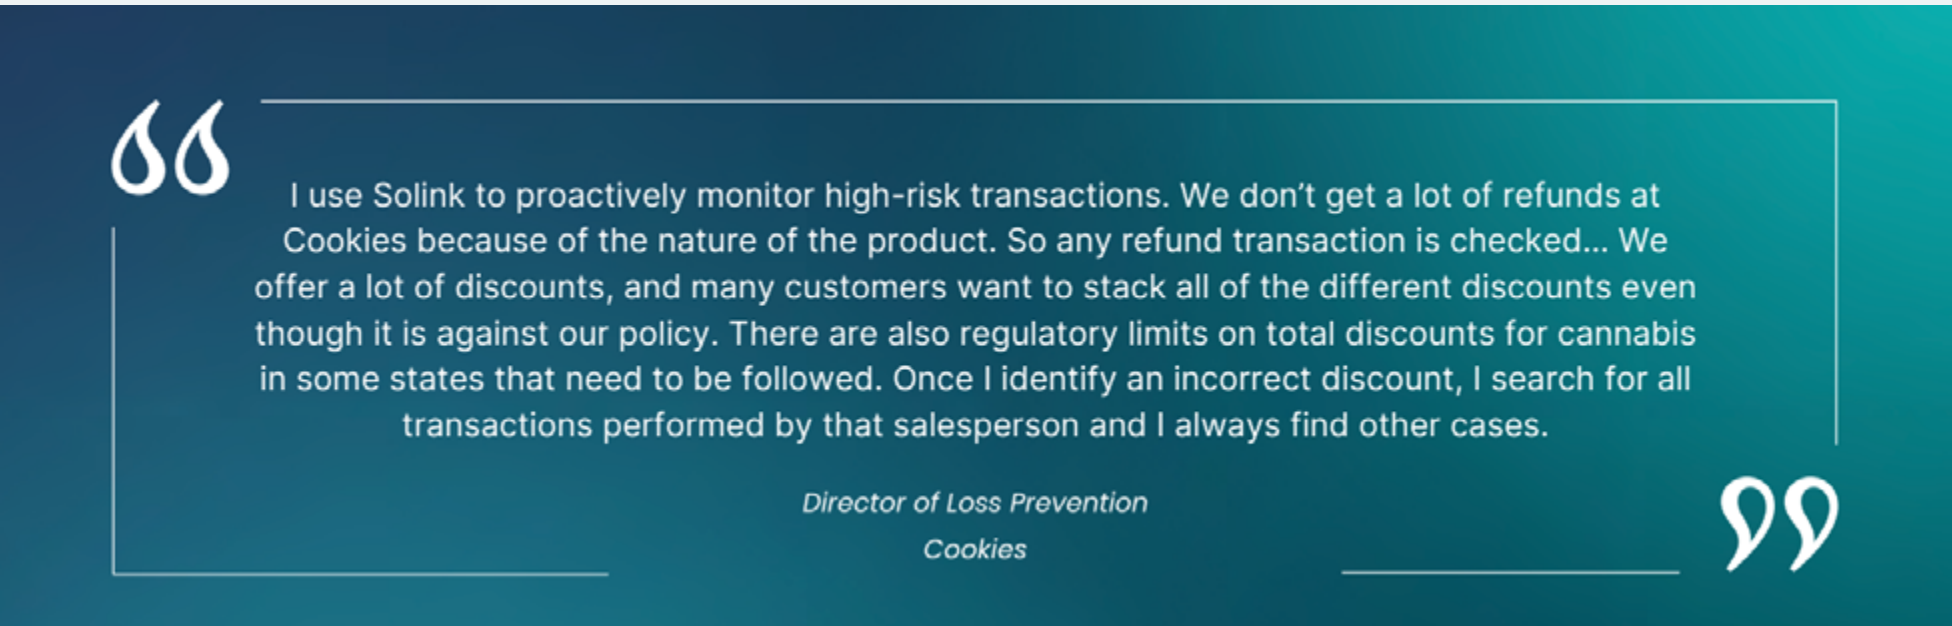 “
I use Solink to proactively monitor high-risk transactions. We don’t get a lot of refunds at
Cookies because of the nature of the product. So any refund transaction is checked... We
offer a lot of discounts, and many customers want to stack all of the different discounts even
though it is against our policy. There are also regulatory limits on total discounts for cannabis
in some states that need to be followed. Once I identify an incorrect discount, I search for all
transactions performed by that salesperson and I always find other cases.
”
Director of Loss Prevention
Cookies